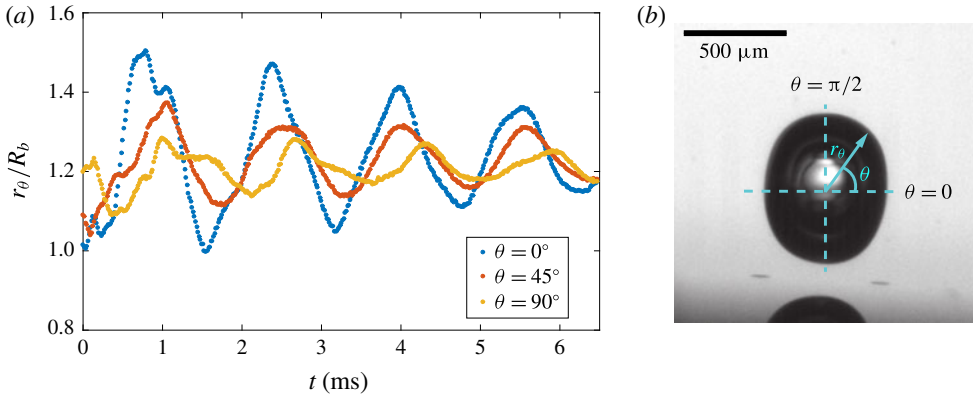 (a)
1.6
1.4
1.2
1.0
0.8
r_θ/R_b
0 1 2 3 4 5 6
t (ms)
θ = 0°
θ = 45°
θ = 90°
(b)
500 μm
θ = π/2
r_θ
θ
θ = 0